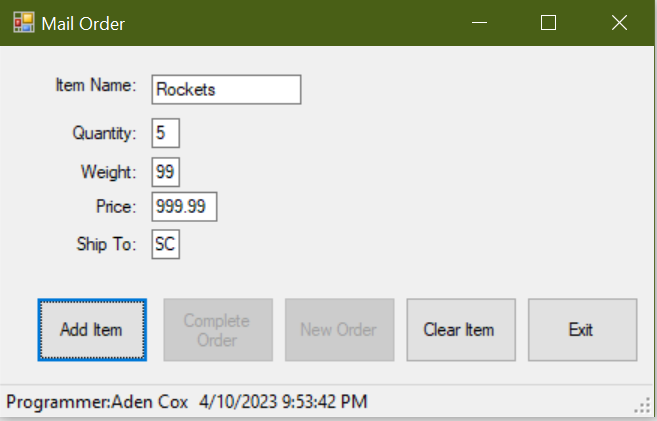 Mail Order
Item Name: Rockets
Quantity: 5
Weight: 99
Price: 999.99
Ship To: SC
Add Item
Complete
Order
New Order
Clear Item
Exit
Programmer:Aden Cox 4/10/2023 9:53:42 PM